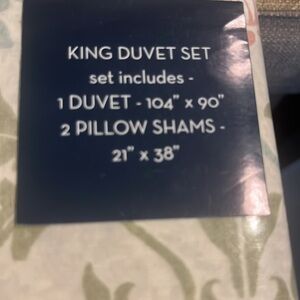 KING DUVET SET
set includes -
1 DUVET - 104" x 90"
2 PILLOW SHAMS -
21" x 38"